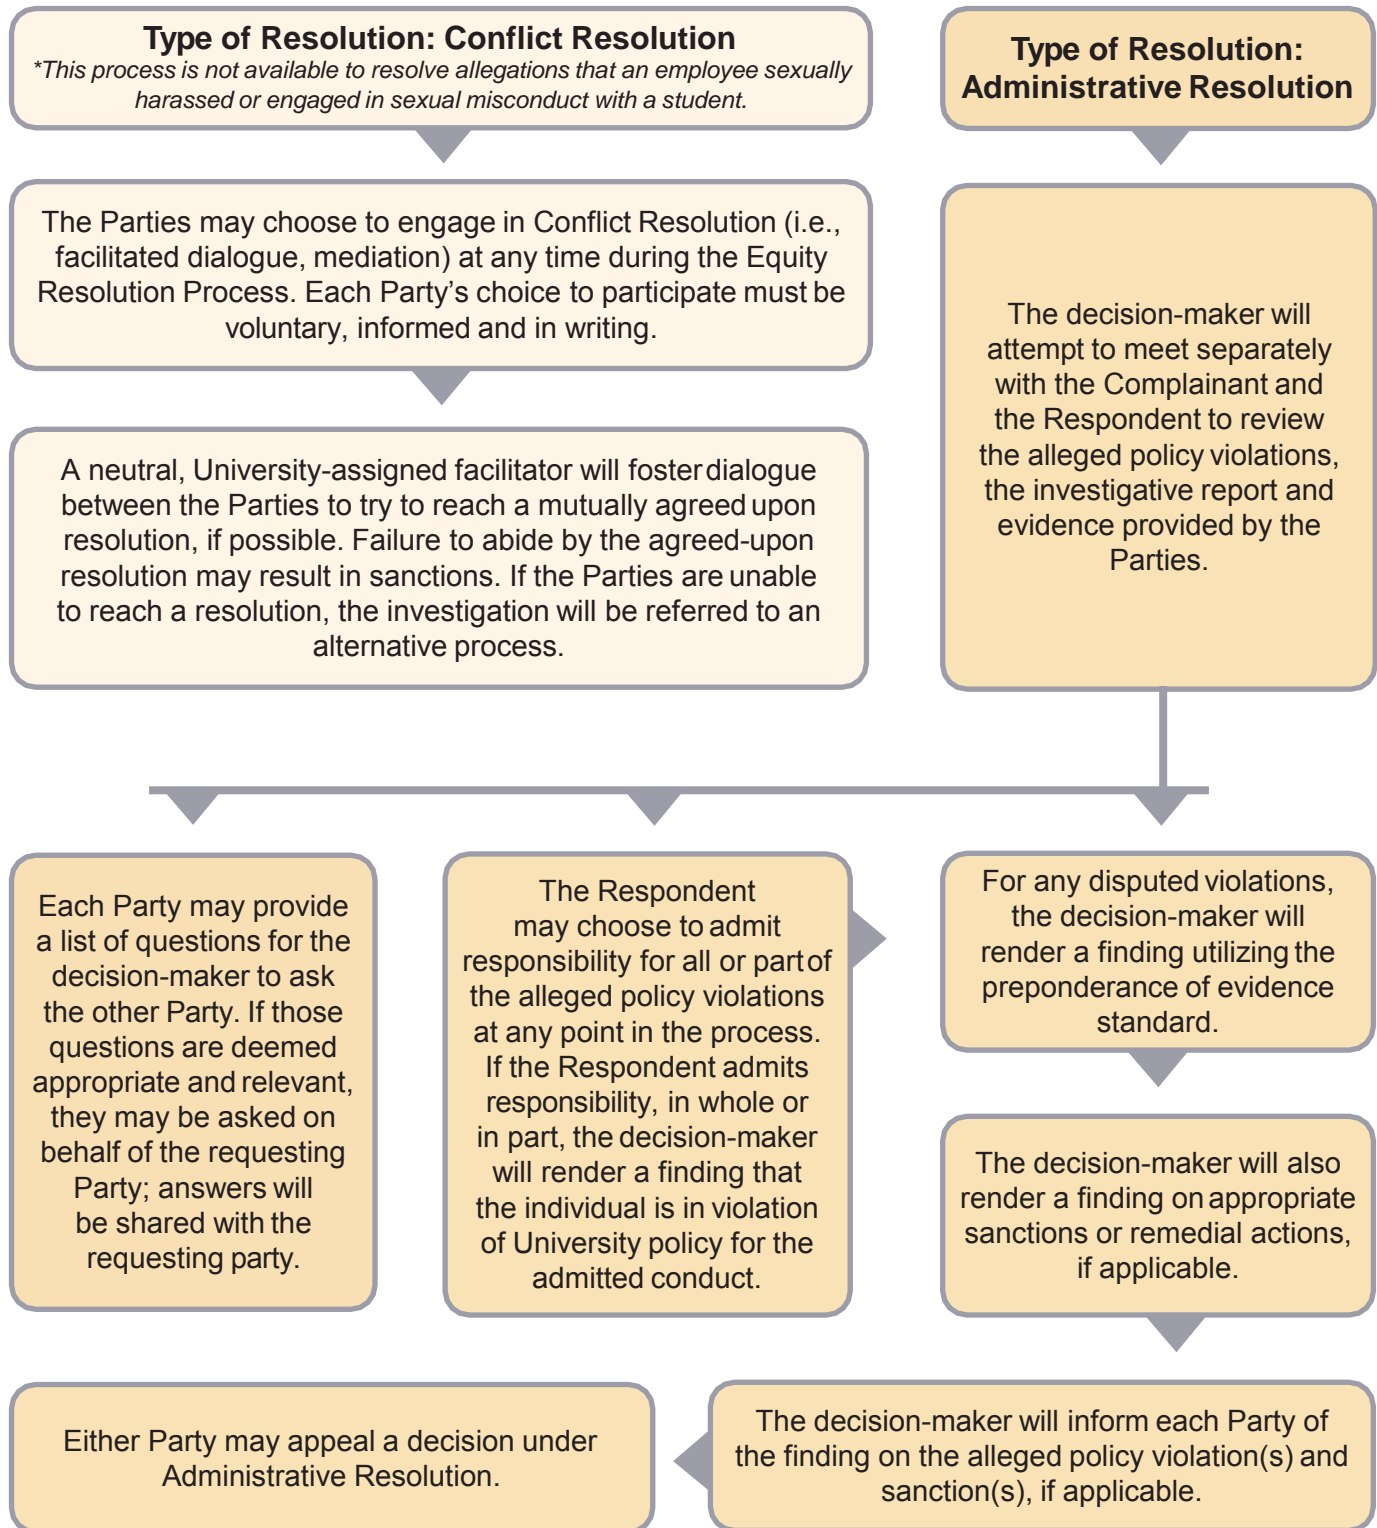 Type of Resolution: Conflict Resolution
*This process is not available to resolve allegations that an employee sexually
harassed or engaged in sexual misconduct with a student.
The Parties may choose to engage in Conflict Resolution (i.e.,
facilitated dialogue, mediation) at any time during the Equity
Resolution Process. Each Party's choice to participate must be
voluntary, informed and in writing.
A neutral, University-assigned facilitator will foster dialogue
between the Parties to try to reach a mutually agreed upon
resolution, if possible. Failure to abide by the agreed-upon
resolution may result in sanctions. If the Parties are unable
to reach a resolution, the investigation will be referred to an
alternative process.
Type of Resolution:
Administrative Resolution
The decision-maker will
attempt to meet separately
with the Complainant and
the Respondent to review
the alleged policy violations,
the investigative report and
evidence provided by the
Parties.
Each Party may provide
a list of questions for the
decision-maker to ask
the other Party. If those
questions are deemed
appropriate and relevant,
they may be asked on
behalf of the requesting
Party; answers will
be shared with the
requesting party.
The Respondent
may choose to admit
responsibility for all or part of
the alleged policy violations
at any point in the process.
If the Respondent admits
responsibility, in whole or
in part, the decision-maker
will render a finding that
the individual is in violation
of University policy for the
admitted conduct.
For any disputed violations,
the decision-maker will
render a finding utilizing the
preponderance of evidence
standard.
The decision-maker will also
render a finding on appropriate
sanctions or remedial actions,
if applicable.
The decision-maker will inform each Party of
the finding on the alleged policy violation(s) and
sanction(s), if applicable.
Either Party may appeal a decision under
Administrative Resolution.